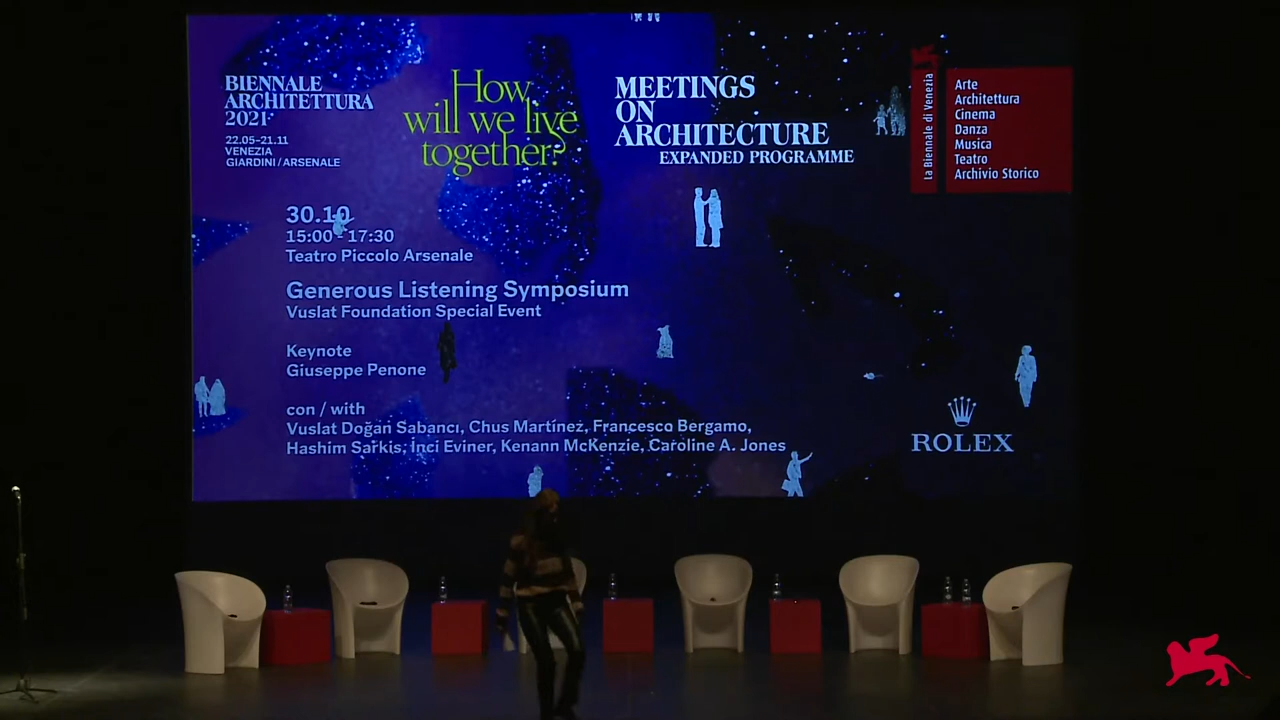 BIENNALE
ARCHITETTURA
2021
22.05-21.11
VENEZIA
GIARDINI/ARSENALE
How
will we live
together?
MEETINGS
ON
ARCHITECTURE
EXPANDED PROGRAMME
La Biennale di Venezia
Arte
Architettura
Cinema
Danza
Musica
Teatro
Archivio Storico
30.10
15:00 - 17:30
Teatro Piccolo Arsenale
Generous Listening Symposium
Vuslat Foundation Special Event
Keynote
Giuseppe Penone
con / with
Vuslat Doğan Sabancı, Chus Martínez, Francesco Bergamo,
Hashim Sarkis, İnci Eviner, Kenann McKenzie, Caroline A. Jones
ROLEX